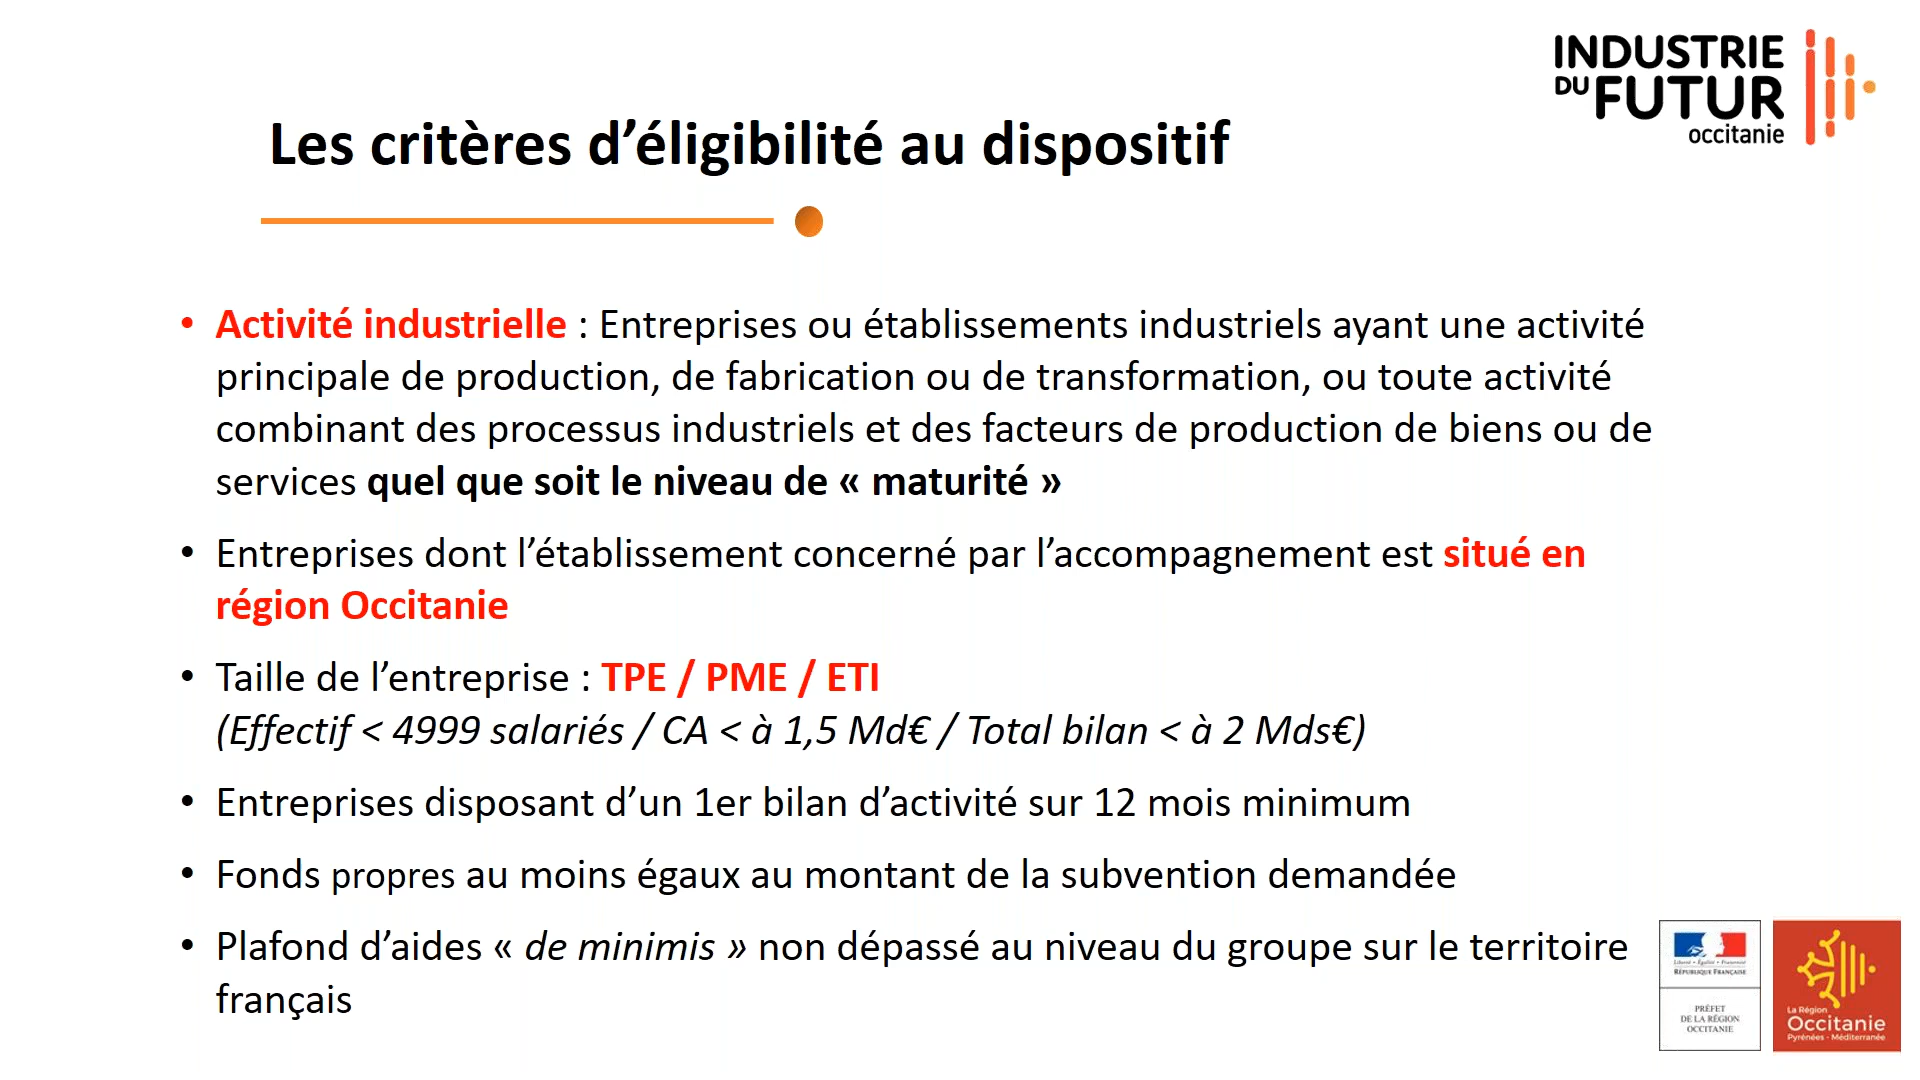 INDUSTRIE
DU FUTUR
occitanie
Les critères d’éligibilité au dispositif
• Activité industrielle : Entreprises ou établissements industriels ayant une activité
principale de production, de fabrication ou de transformation, ou toute activité
combinant des processus industriels et des facteurs de production de biens ou de
services quel que soit le niveau de « maturité »
• Entreprises dont l’établissement concerné par l’accompagnement est situé en
région Occitanie
• Taille de l’entreprise : TPE / PME / ETI
(Effectif < 4999 salariés / CA < à 1,5 Md€ / Total bilan < à 2 Mds€)
• Entreprises disposant d’un 1er bilan d’activité sur 12 mois minimum
• Fonds propres au moins égaux au montant de la subvention demandée
• Plafond d’aides « de minimis » non dépassé au niveau du groupe sur le territoire
français
Liberté • Égalité • Fraternité
RÉPUBLIQUE FRANÇAISE
PRÉFET
DE LA RÉGION
OCCITANIE
La Région
Occitanie
Pyrénées - Méditerranée